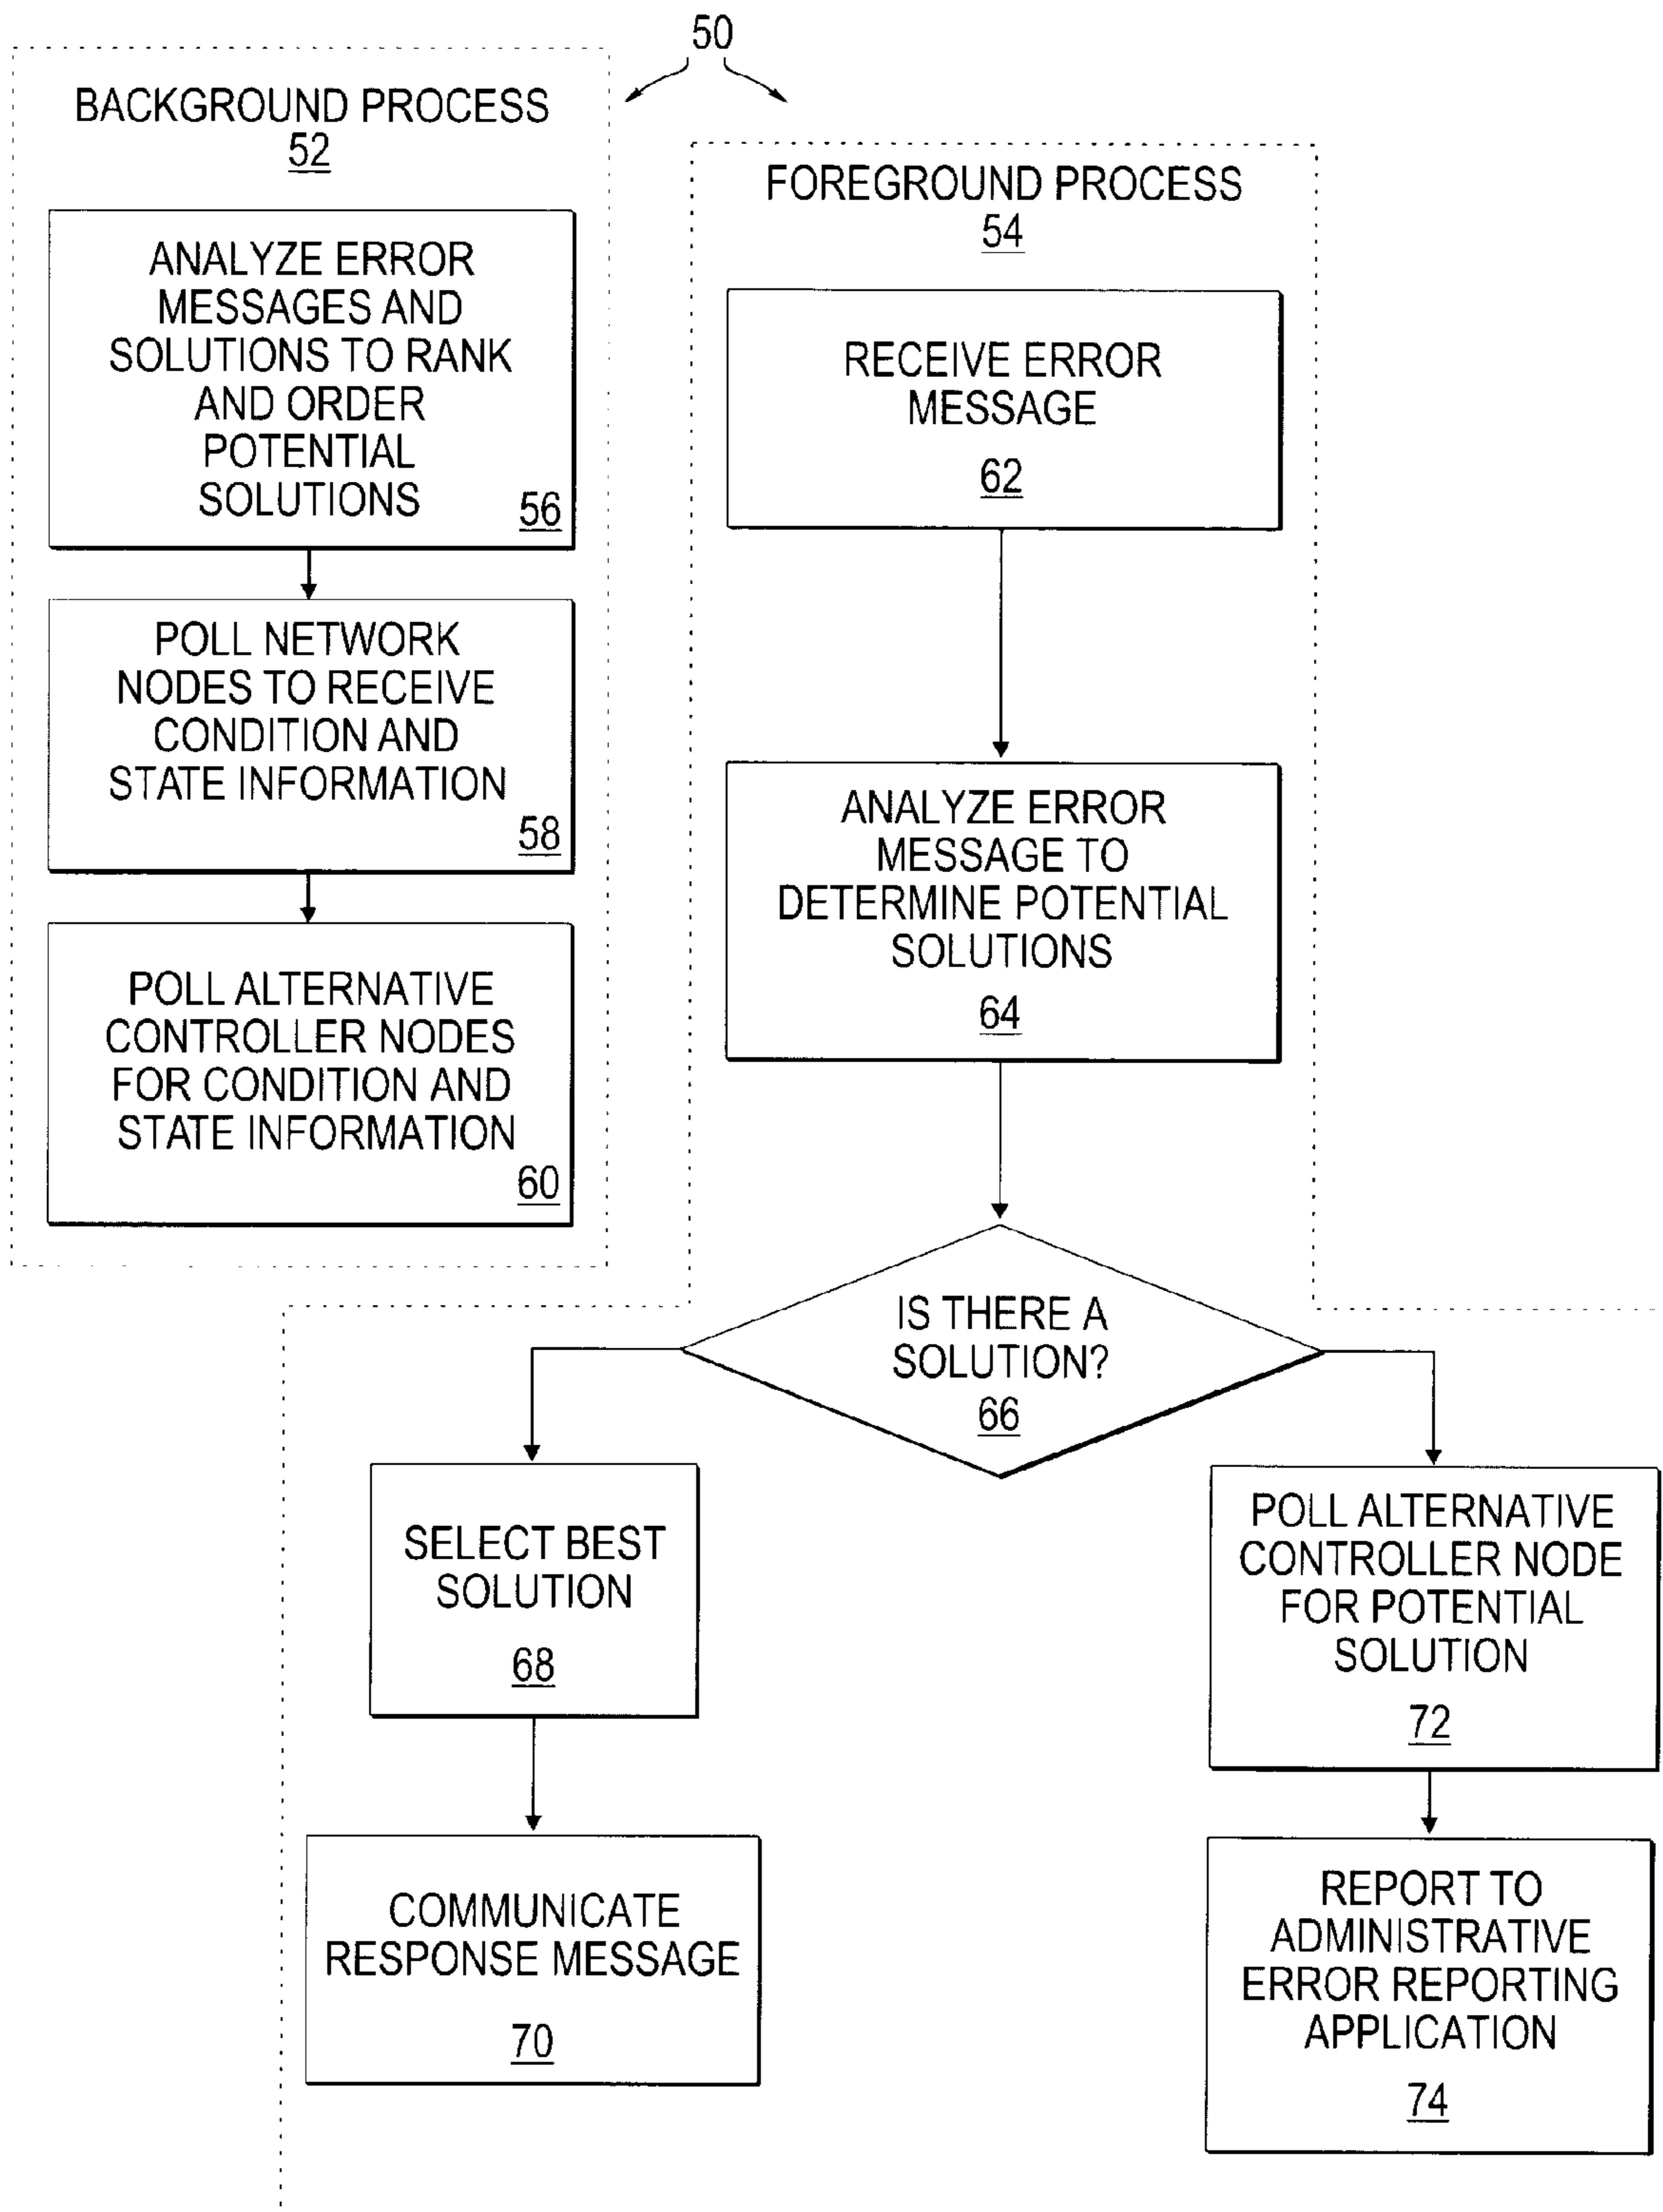 50
BACKGROUND PROCESS
52
ANALYZE ERROR
MESSAGES AND
SOLUTIONS TO RANK
AND ORDER
POTENTIAL
SOLUTIONS
56
POLL NETWORK
NODES TO RECEIVE
CONDITION AND
STATE INFORMATION
58
POLL ALTERNATIVE
CONTROLLER NODES
FOR CONDITION AND
STATE INFORMATION
60
FOREGROUND PROCESS
54
RECEIVE ERROR
MESSAGE
62
ANALYZE ERROR
MESSAGE TO
DETERMINE POTENTIAL
SOLUTIONS
64
IS THERE A
SOLUTION?
66
SELECT BEST
SOLUTION
68
COMMUNICATE
RESPONSE MESSAGE
70
POLL ALTERNATIVE
CONTROLLER NODE
FOR POTENTIAL
SOLUTION
72
REPORT TO
ADMINISTRATIVE
ERROR REPORTING
APPLICATION
74